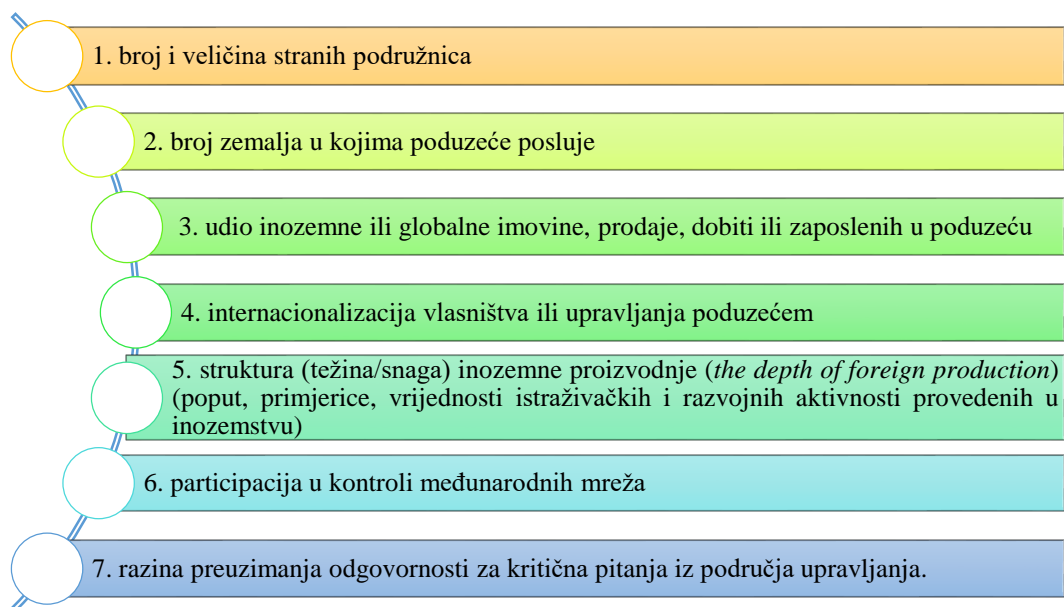 1. broj i veličina stranih podružnica
2. broj zemalja u kojima poduzeće posluje
3. udio inozemne ili globalne imovine, prodaje, dobiti ili zaposlenih u poduzeću
4. internacionalizacija vlasništva ili upravljanja poduzećem
5. struktura (težina/snaga) inozemne proizvodnje (the depth of foreign production)
(poput, primjerice, vrijednosti istraživačkih i razvojnih aktivnosti provedenih u
inozemstvu)
6. participacija u kontroli međunarodnih mreža
7. razina preuzimanja odgovornosti za kritična pitanja iz područja upravljanja.